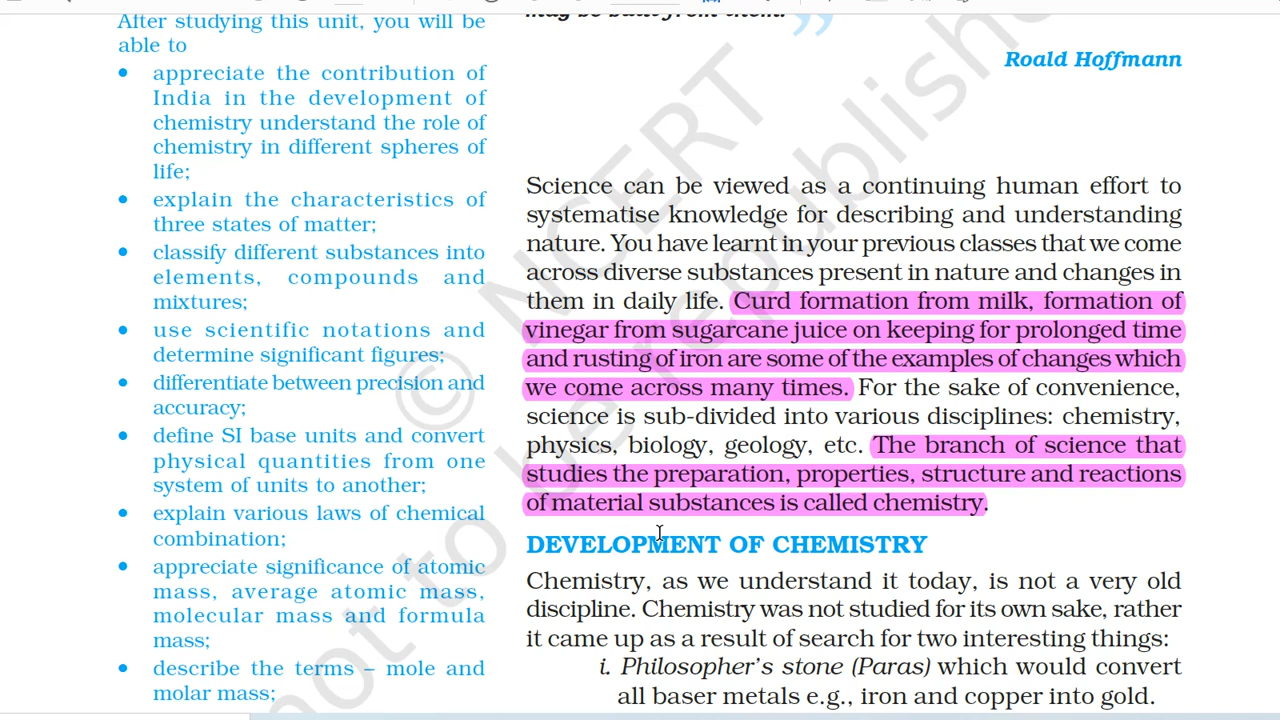 may be built from them.
”
Roald Hoffmann
After studying this unit, you will be
able to
• appreciate the contribution of
India in the development of
chemistry understand the role of
chemistry in different spheres of
life;
• explain the characteristics of
three states of matter;
• classify different substances into
elements, compounds and
mixtures;
• use scientific notations and
determine significant figures;
• differentiate between precision and
accuracy;
• define SI base units and convert
physical quantities from one
system of units to another;
• explain various laws of chemical
combination;
• appreciate significance of atomic
mass, average atomic mass,
molecular mass and formula
mass;
• describe the terms – mole and
molar mass;
Science can be viewed as a continuing human effort to
systematise knowledge for describing and understanding
nature. You have learnt in your previous classes that we come
across diverse substances present in nature and changes in
them in daily life. Curd formation from milk, formation of
vinegar from sugarcane juice on keeping for prolonged time
and rusting of iron are some of the examples of changes which
we come across many times. For the sake of convenience,
science is sub-divided into various disciplines: chemistry,
physics, biology, geology, etc. The branch of science that
studies the preparation, properties, structure and reactions
of material substances is called chemistry.
DEVELOPMENT OF CHEMISTRY
Chemistry, as we understand it today, is not a very old
discipline. Chemistry was not studied for its own sake, rather
it came up as a result of search for two interesting things:
i. Philosopher’s stone (Paras) which would convert
all baser metals e.g., iron and copper into gold.
© NCERT
not to be republishe